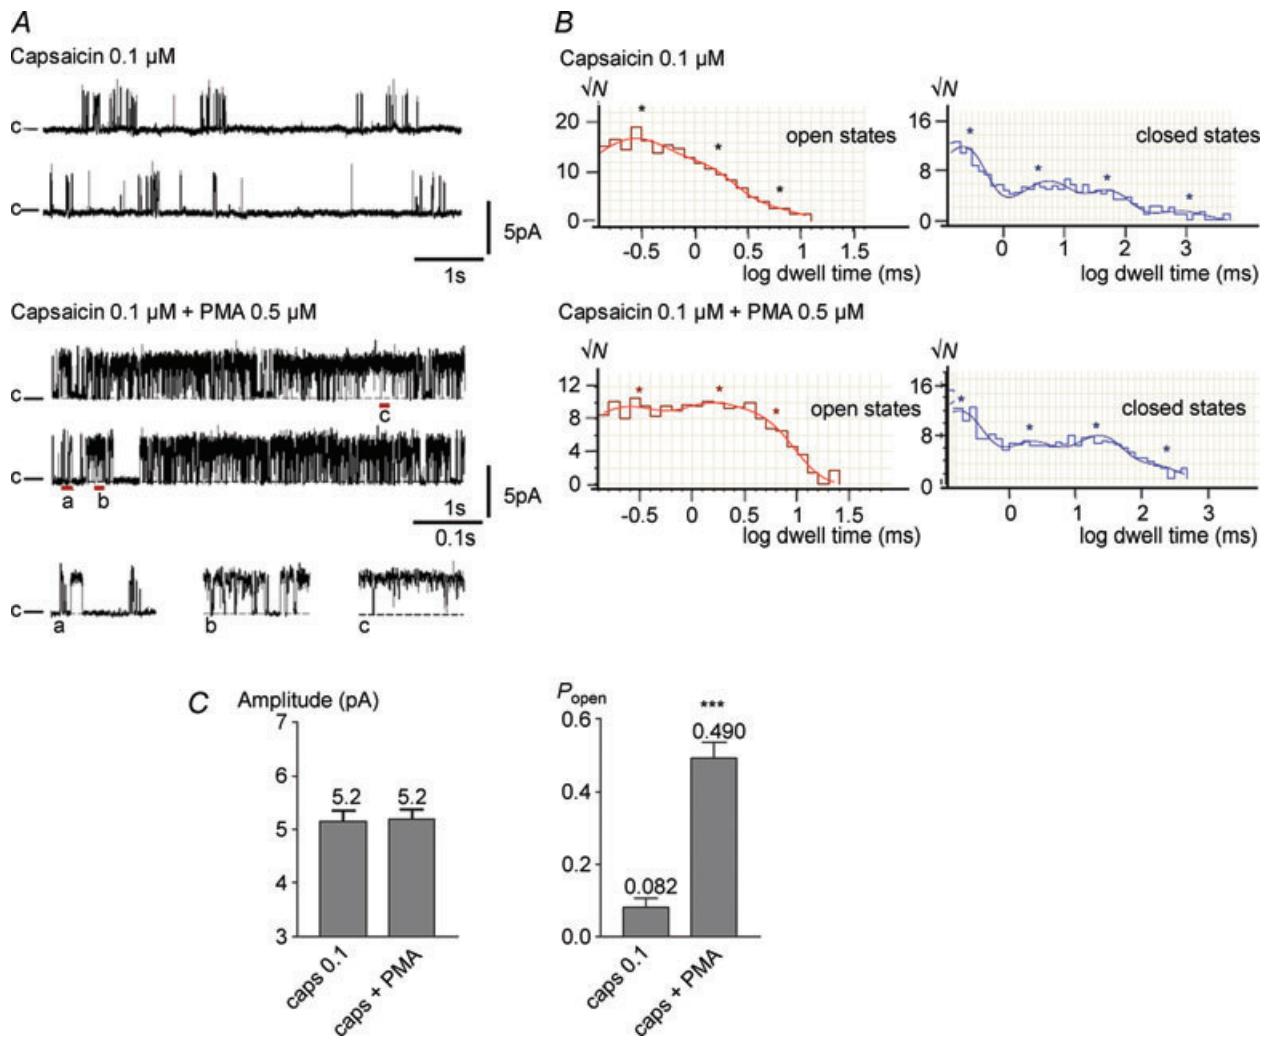 A
Capsaicin 0.1 µM
c
c
5pA
1s
Capsaicin 0.1 µM + PMA 0.5 µM
c
c
c
a b
5pA
1s
0.1s
c
a b c
B
Capsaicin 0.1 µM
√N
20
10
0
open states
* * *
-0.5 0 0.5 1 1.5
log dwell time (ms)
√N
16
8
0
closed states
* * * *
0 1 2 3
log dwell time (ms)
Capsaicin 0.1 µM + PMA 0.5 µM
√N
12
8
4
0
open states
* * *
-0.5 0 0.5 1 1.5
log dwell time (ms)
√N
16
8
0
closed states
* * * *
0 1 2 3
log dwell time (ms)
C
Amplitude (pA)
7
6
5
4
3
5.2 5.2
caps 0.1
caps + PMA
Popen
0.6
0.4
0.2
0.0
***
0.490
0.082
caps 0.1
caps + PMA